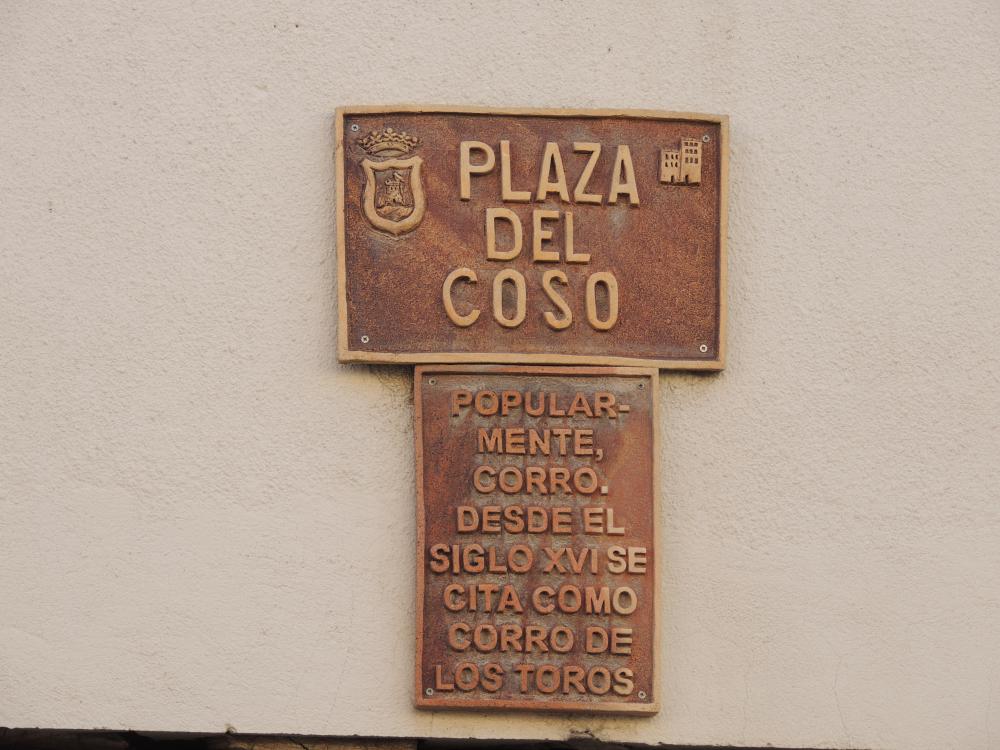 PLAZA
DEL
COSO
POPULAR-
MENTE,
CORRO.
DESDE EL
SIGLO XVI SE
CITA COMO
CORRO DE
LOS TOROS